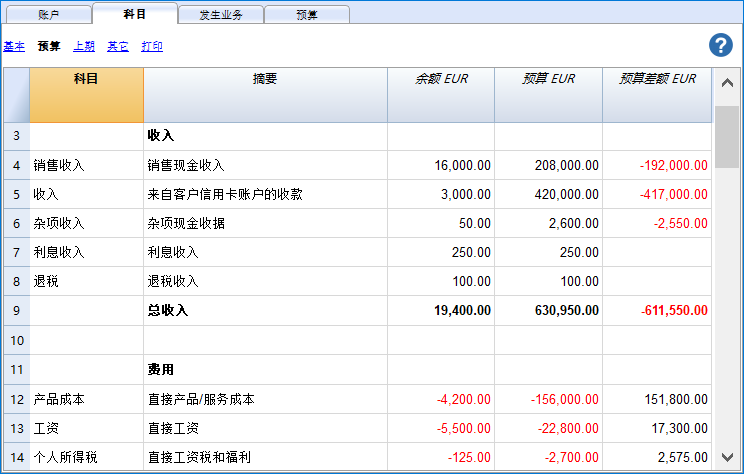 账户 科目 发生业务 预算
基本 预算 上期 其它 打印 ?
科目 摘要 余额 EUR 预算 EUR 预算差额 EUR
3 收入
4 销售收入 销售现金收入 16,000.00 208,000.00 -192,000.00
5 收入 来自客户信用卡账户的收款 3,000.00 420,000.00 -417,000.00
6 杂项收入 杂项现金收据 50.00 2,600.00 -2,550.00
7 利息收入 利息收入 250.00 250.00
8 退税 退税收入 100.00 100.00
9 总收入 19,400.00 630,950.00 -611,550.00
10
11 费用
12 产品成本 直接产品/服务成本 -4,200.00 -156,000.00 151,800.00
13 工资 直接工资 -5,500.00 -22,800.00 17,300.00
14 个人所得税 直接工资税和福利 -125.00 -2,700.00 2,575.00